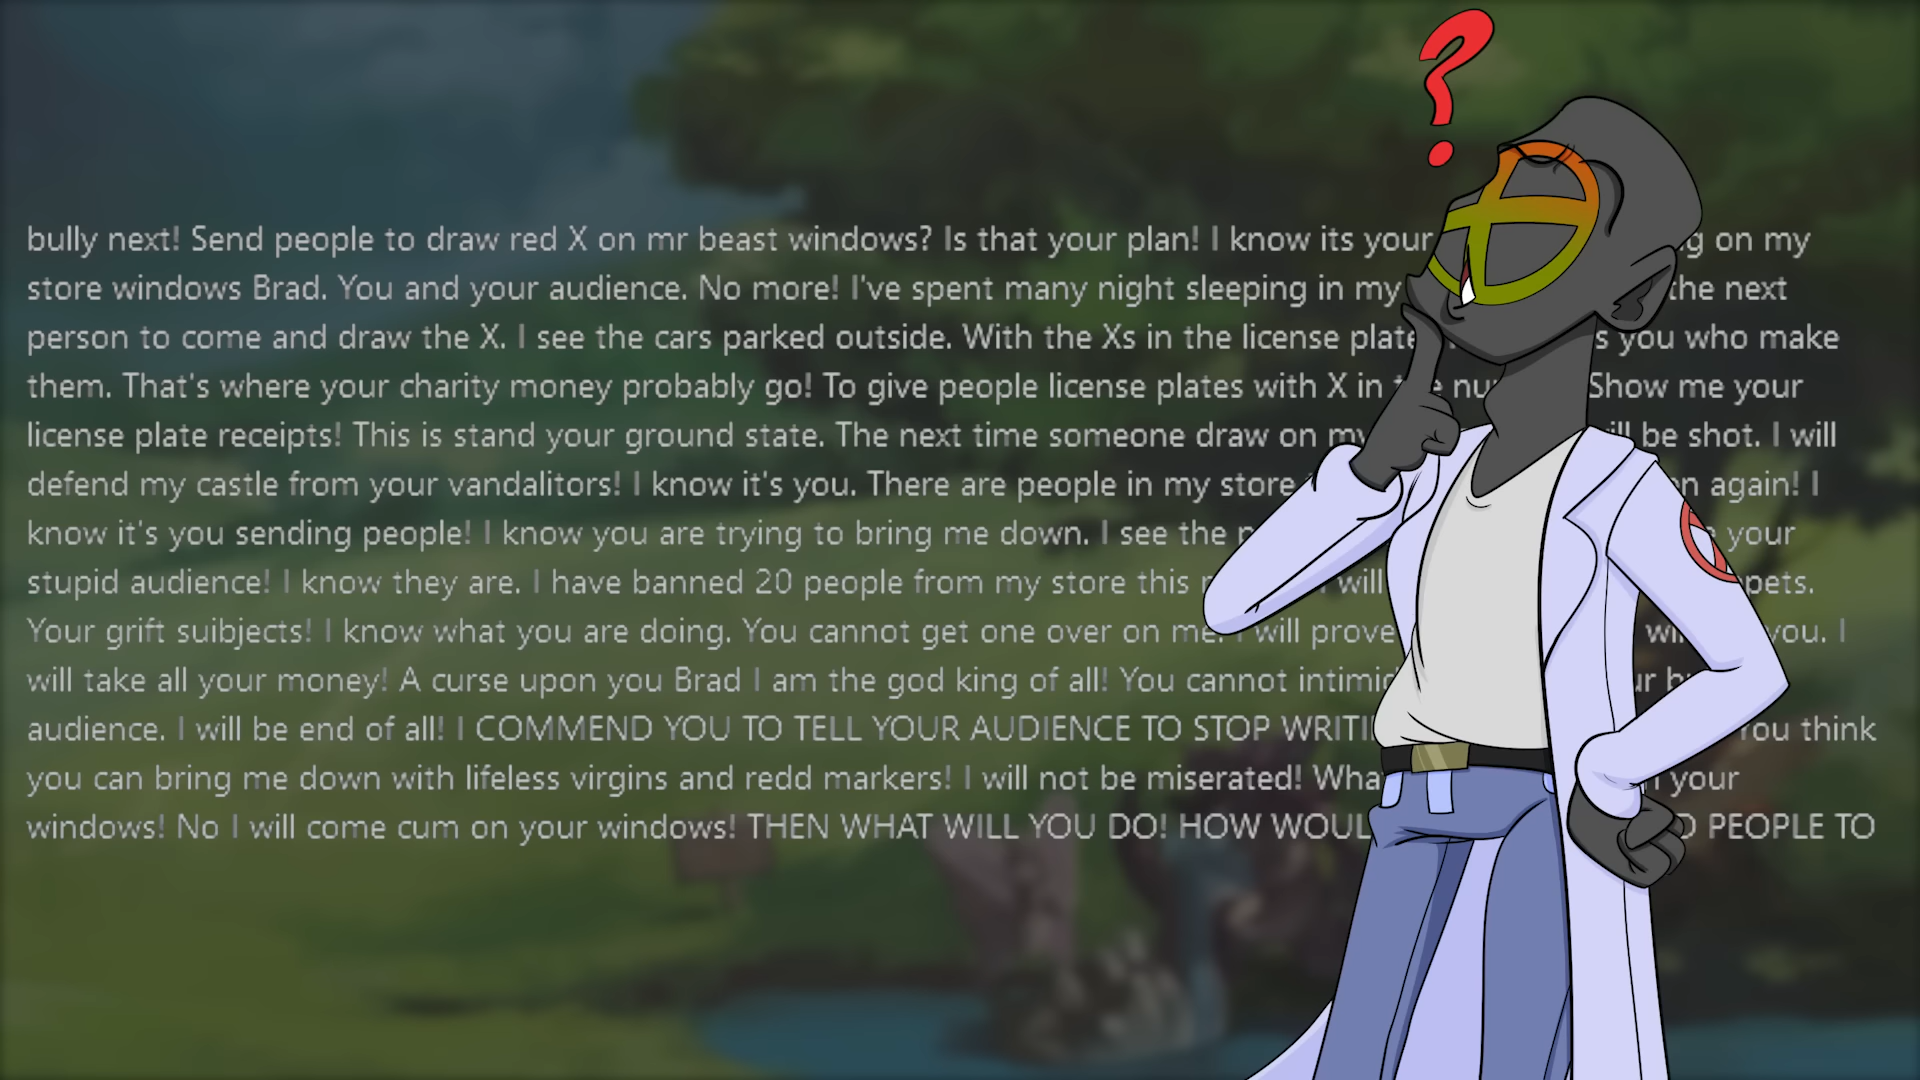 ?
bully next! Send people to draw red X on mr beast windows? Is that your plan! I know its your g on my
store windows Brad. You and your audience. No more! I've spent many night sleeping in my the next
person to come and draw the X. I see the cars parked outside. With the Xs in the license plate you who make
them. That's where your charity money probably go! To give people license plates with X in Show me your
license plate receipts! This is stand your ground state. The next time someone draw on my be shot. I will
defend my castle from your vandalitors! I know it's you. There are people in my store again! I
know it's you sending people! I know you are trying to bring me down. I see the your
stupid audience! I know they are. I have banned 20 people from my store this will
Your grift suibjects! I know what you are doing. You cannot get one over on me. I will prove you. I
will take all your money! A curse upon you Brad I am the god king of all! You cannot
audience. I will be end of all! I COMMEND YOU TO TELL YOUR AUDIENCE TO STOP You think
you can bring me down with lifeless virgins and redd markers! I will not be miserated! your
windows! No I will come cum on your windows! THEN WHAT WILL YOU DO! HOW PEOPLE TO